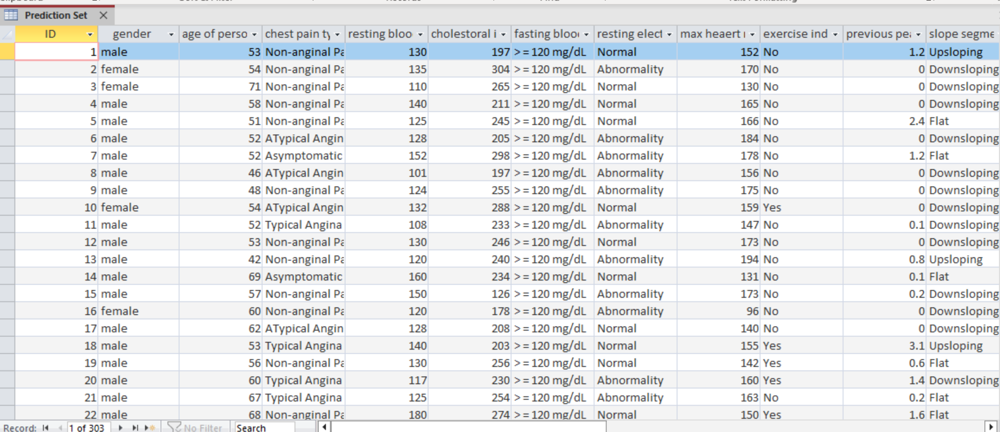 Prediction Set
ID gender age of perso chest pain ty resting bloo cholestoral i fasting bloo resting elect max heaert exercise ind previous pea slope segme
1 male 53 Non-anginal Pa 130 197 >=120 mg/dL Normal 152 No 1.2 Upsloping
2 female 54 Non-anginal Pa 135 304 >=120 mg/dL Abnormality 170 No 0 Downsloping
3 female 71 Non-anginal Pa 110 265 >=120 mg/dL Normal 130 No 0 Downsloping
4 male 58 Non-anginal Pa 140 211 >=120 mg/dL Normal 165 No 0 Downsloping
5 male 51 Non-anginal Pa 125 245 >=120 mg/dL Normal 166 No 2.4 Flat
6 male 52 ATypical Angin 128 205 >=120 mg/dL Abnormality 184 No 0 Downsloping
7 male 52 Asymptomatic 152 298 >=120 mg/dL Abnormality 178 No 1.2 Flat
8 male 46 ATypical Angin 101 197 >=120 mg/dL Abnormality 156 No 0 Downsloping
9 male 48 Non-anginal Pa 124 255 >=120 mg/dL Abnormality 175 No 0 Downsloping
10 female 54 ATypical Angin 132 288 >=120 mg/dL Normal 159 Yes 0 Downsloping
11 male 52 Typical Angina 108 233 >=120 mg/dL Abnormality 147 No 0.1 Downsloping
12 male 53 Non-anginal Pa 130 246 >=120 mg/dL Normal 173 No 0 Downsloping
13 male 42 Non-anginal Pa 120 240 >=120 mg/dL Abnormality 194 No 0.8 Upsloping
14 male 69 Asymptomatic 160 234 >=120 mg/dL Normal 131 No 0.1 Flat
15 male 57 Non-anginal Pa 150 126 >=120 mg/dL Abnormality 173 No 0.2 Downsloping
16 female 60 Non-anginal Pa 120 178 >=120 mg/dL Abnormality 96 No 0 Downsloping
17 male 62 ATypical Angin 128 208 >=120 mg/dL Normal 140 No 0 Downsloping
18 male 53 Typical Angina 140 203 >=120 mg/dL Normal 155 Yes 3.1 Upsloping
19 male 56 Non-anginal Pa 130 256 >=120 mg/dL Normal 142 Yes 0.6 Flat
20 male 60 Typical Angina 117 230 >=120 mg/dL Abnormality 160 Yes 1.4 Downsloping
21 male 67 Typical Angina 125 254 >=120 mg/dL Abnormality 163 No 0.2 Flat
22 male 68 Non-anginal Pa 180 274 >=120 mg/dL Normal 150 Yes 1.6 Flat
Record: 1 of 303 No Filter Search